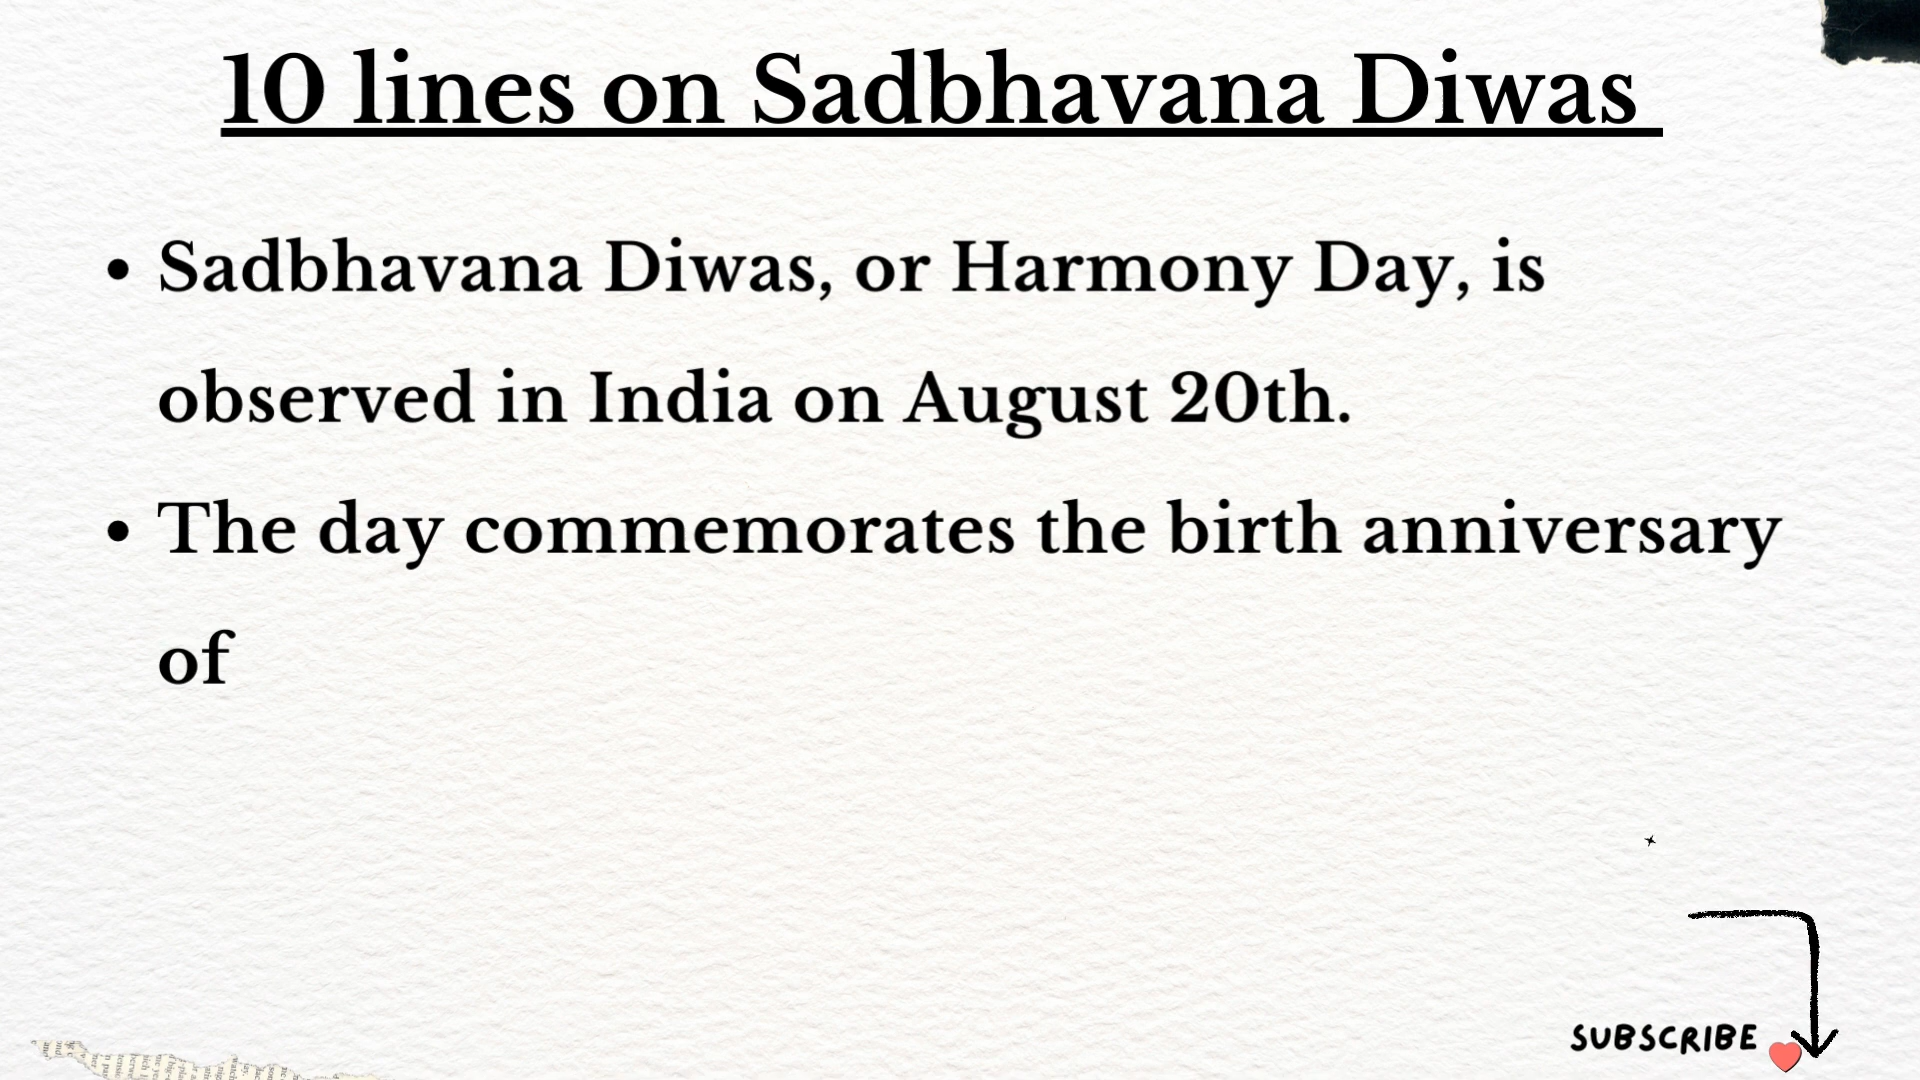 10 lines on Sadbhavana Diwas
• Sadbhavana Diwas, or Harmony Day, is
observed in India on August 20th.
• The day commemorates the birth anniversary
of
SUBSCRIBE